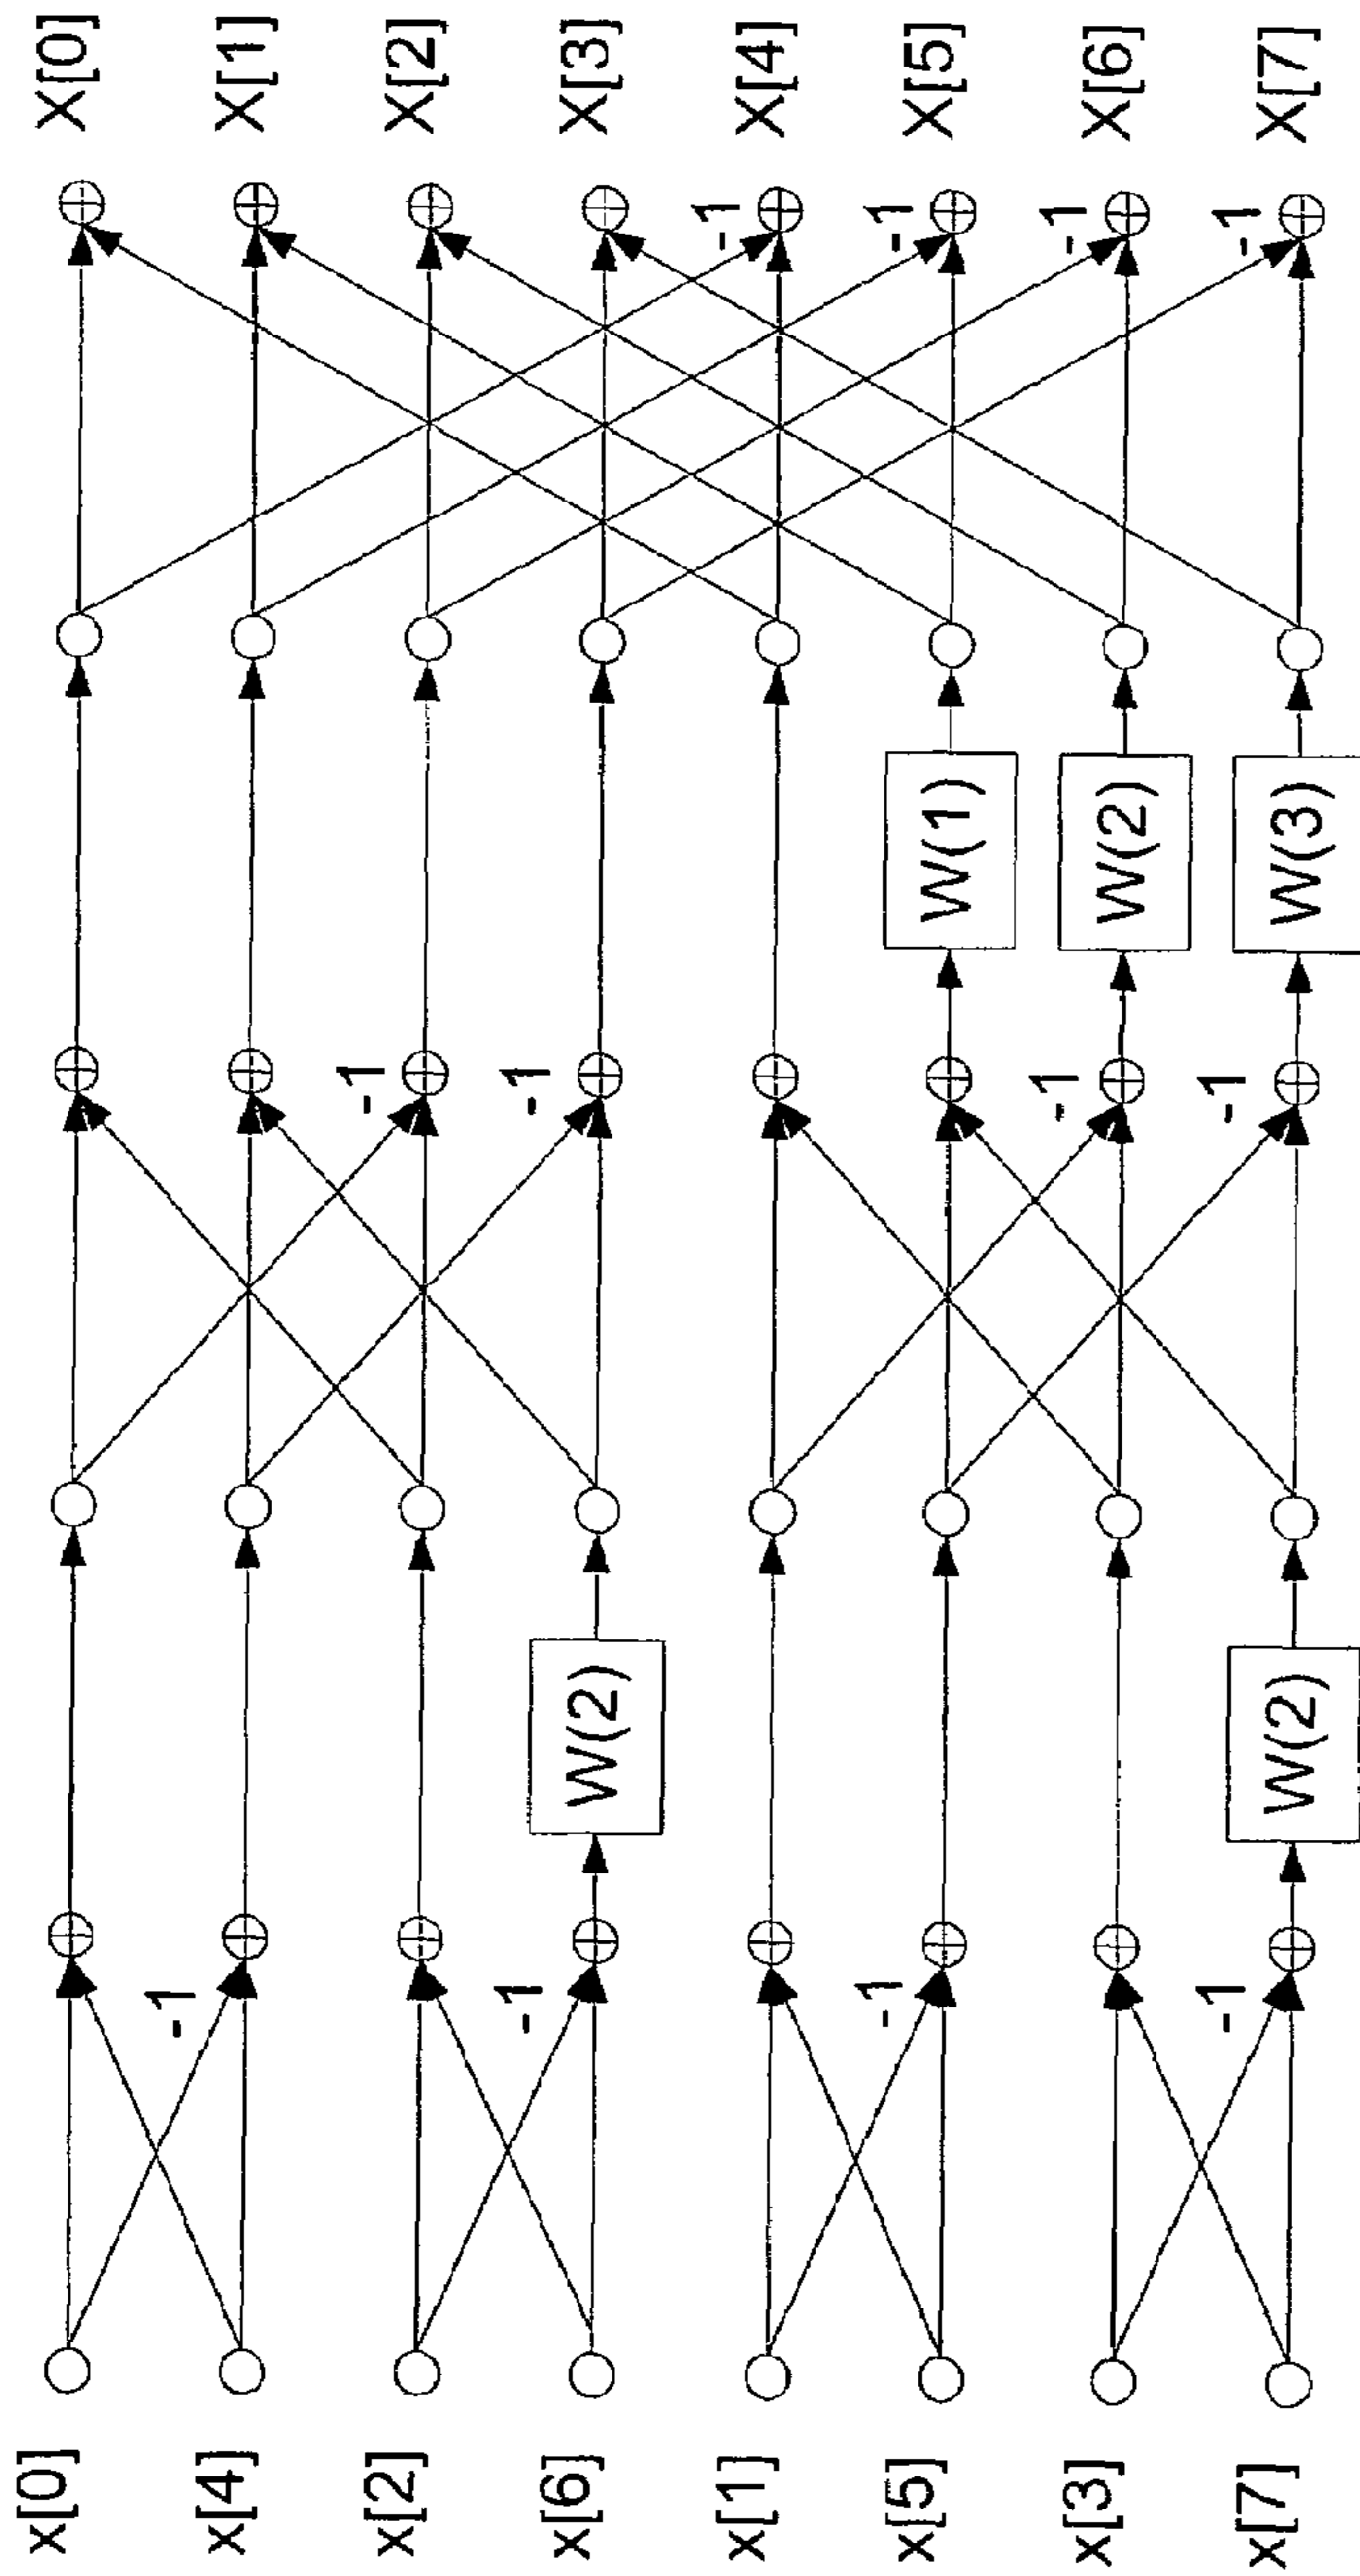 x[0]
X[0]
-1
x[4]
X[1]
-1
x[2]
X[2]
-1
-1
x[6]
W(2)
X[3]
-1
x[1]
X[4]
-1
-1
x[5]
W(1)
X[5]
-1
-1
x[3]
W(2)
X[6]
-1
-1
-1
x[7]
W(2)
W(3)
X[7]